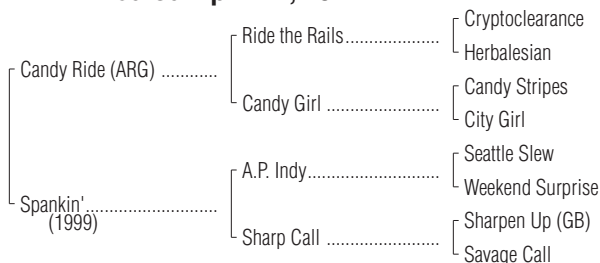 Cryptoclearance
Ride the Rails....................
Herbalesian
Candy Ride (ARG) ............
Candy Stripes
Candy Girl ........................
City Girl
Seattle Slew
A.P. Indy............................
Weekend Surprise
Spankin'............................
(1999)
Sharpen Up (GB)
Sharp Call ........................
Savage Call